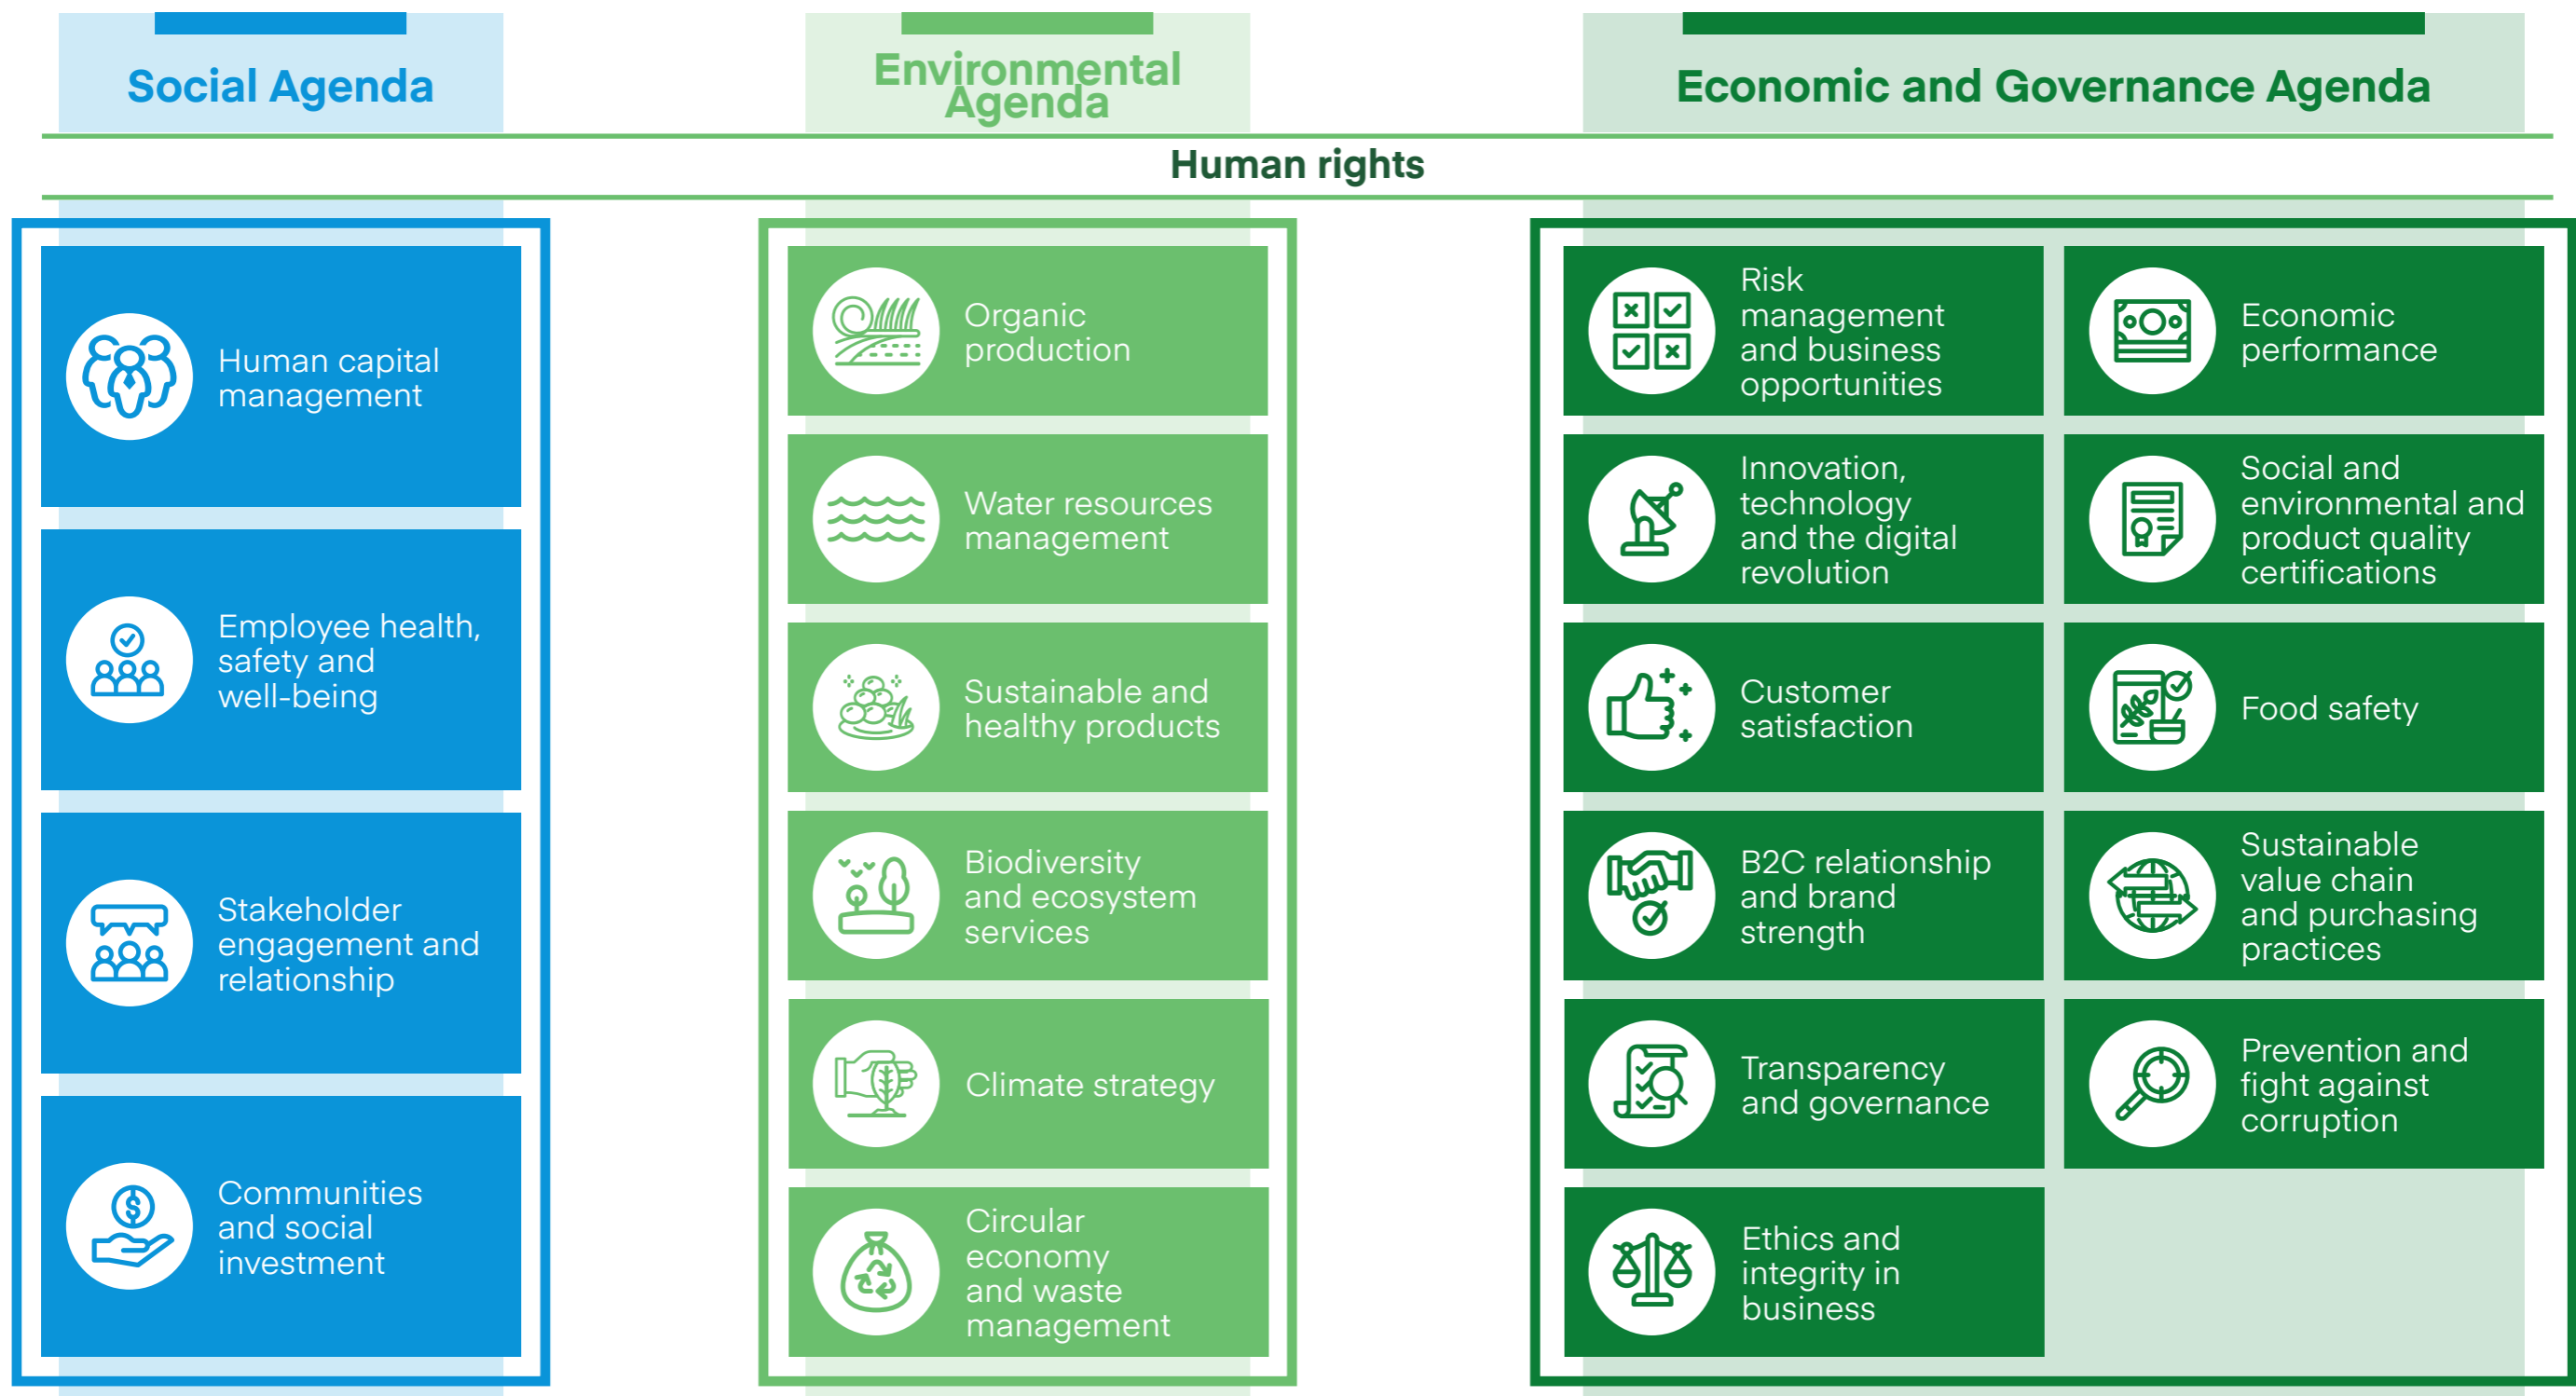 Social Agenda
Environmental
Agenda
Economic and Governance Agenda
Human rights
Human capital
management
Employee health,
safety and
well-being
Stakeholder
engagement and
relationship
Communities
and social
investment
Organic
production
Water resources
management
Sustainable and
healthy products
Biodiversity
and ecosystem
services
Climate strategy
Circular
economy
and waste
management
Risk
management
and business
opportunities
Economic
performance
Innovation,
technology
and the digital
revolution
Social and
environmental and
product quality
certifications
Customer
satisfaction
Food safety
B2C relationship
and brand
strength
Sustainable
value chain
and purchasing
practices
Transparency
and governance
Prevention and
fight against
corruption
Ethics and
integrity in
business